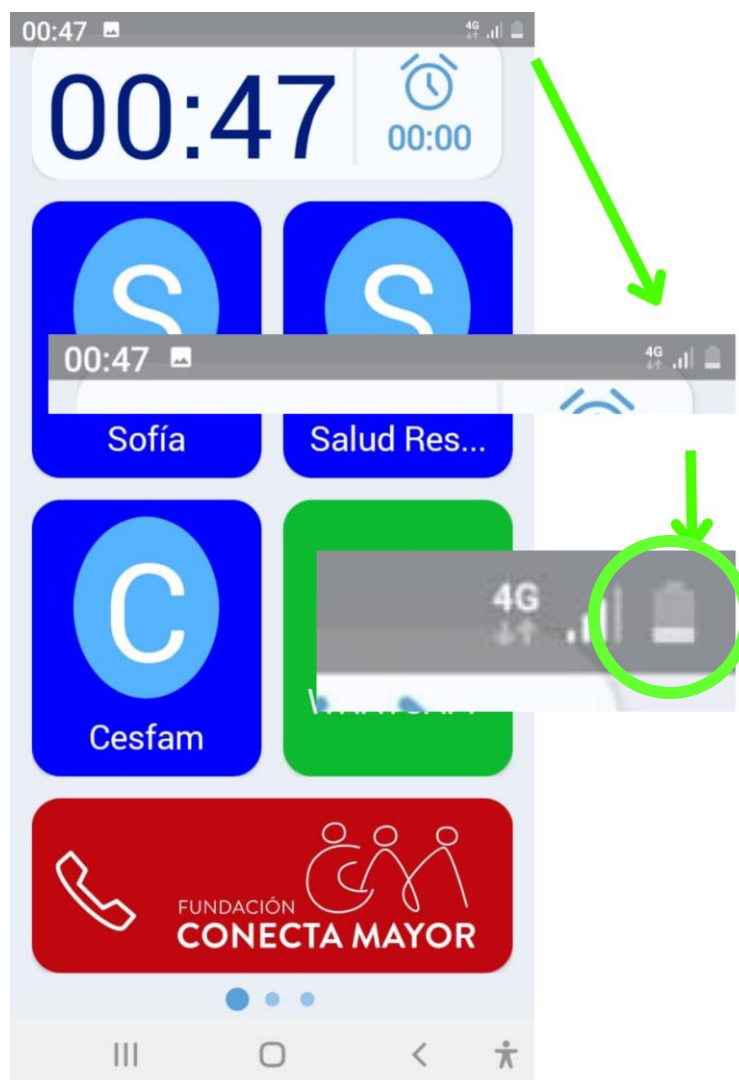 00:47
4G
00:47
00:00
S
S
00:47
4G
Sofía
Salud Res...
C
4G
Cesfam
FUNDACIÓN
CONECTA MAYOR